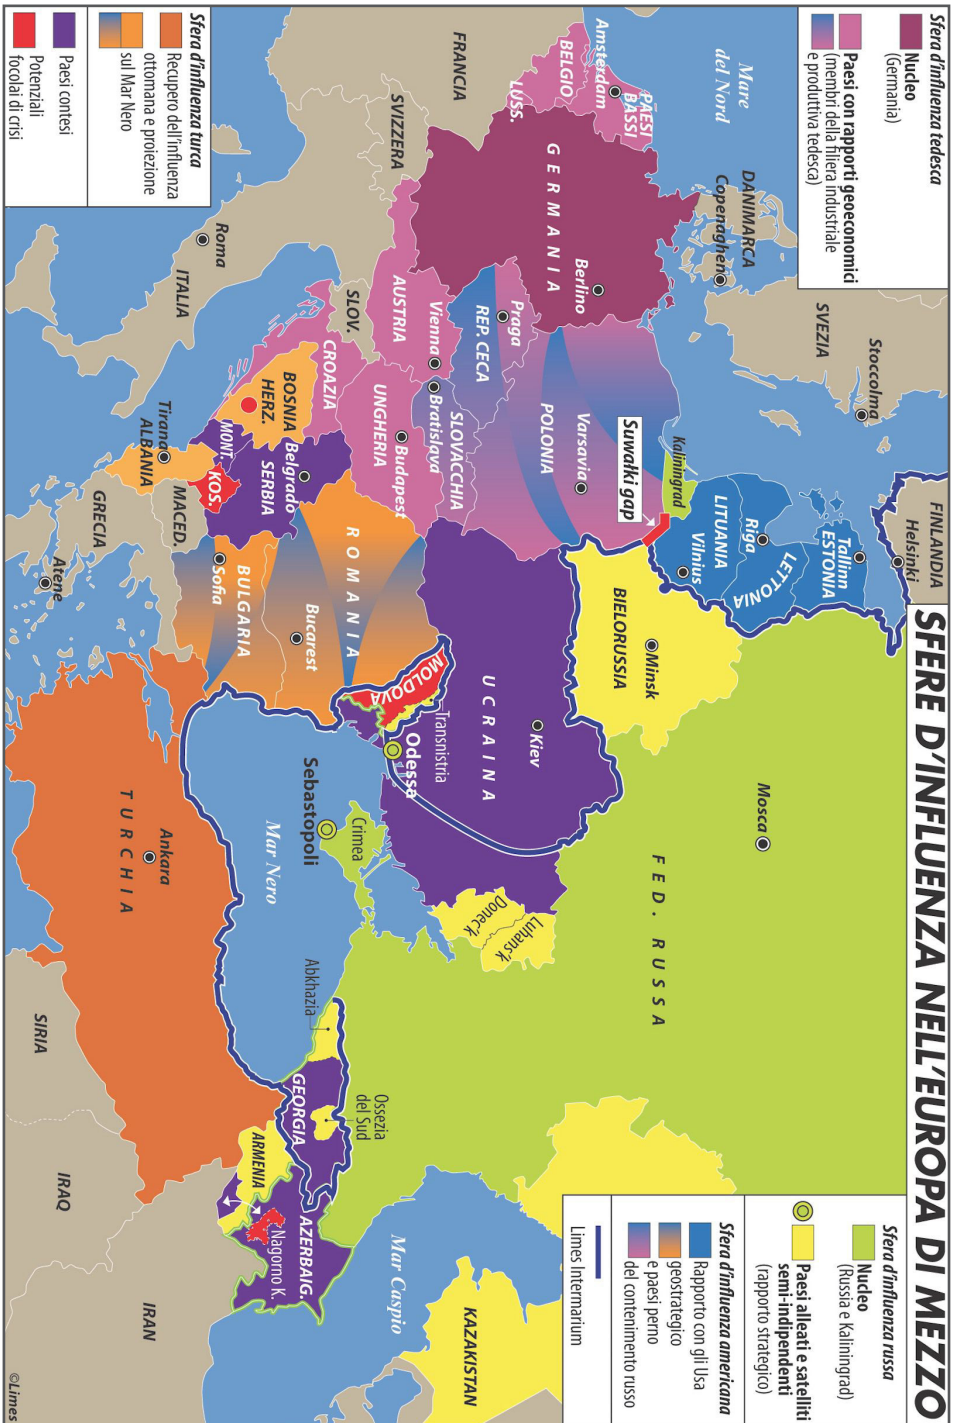 SFERE D'INFLUENZA NELL'EUROPA DI MEZZO
Sfera d'influenza tedesca
Nucleo
(Germania)
Paesi con rapporti geoeconomici
(membri della filiera industriale
e produttiva tedesca)
Sfera d'influenza russa
Nucleo
(Russia e Kaliningrad)
Paesi alleati e satelliti
semi-indipendenti
(rapporto strategico)
Sfera d'influenza americana
Rapporto con gli Usa
geostrategico
e paesi perno
del contenimento russo
Limes Intermarium
Sfera d'influenza turca
Recupero dell'influenza
ottomana e proiezione
sul Mar Nero
Paesi contesi
Potenziali
focolai di crisi
Mare
del Nord
DANIMARCA
Copenaghen
SVEZIA
Stoccolma
FINLANDIA
Helsinki
Tallinn
ESTONIA
Riga
LETTONIA
LITUANIA
Vilnius
Kaliningrad
Suwałki gap
Mosca
FED. RUSSA
Minsk
BIELORUSSIA
Amsterdam
PAESI
BASSI
BELGIO
LUSS.
GERMANIA
Berlino
POLONIA
Varsavia
Praga
REP. CECA
SLOVACCHIA
Bratislava
Vienna
AUSTRIA
FRANCIA
SVIZZERA
Kiev
UCRAINA
Luhans'k
Donec'k
Budapest
UNGHERIA
SLOV.
CROAZIA
ROMANIA
Bucarest
MOLDOVA
Transnistria
Odessa
Crimea
Sebastopoli
Mar Nero
KAZAKISTAN
Mar Caspio
BOSNIA
HERZ.
Belgrado
SERBIA
MONT.
KOS.
BULGARIA
Sofia
MACED.
Tirana
ALBANIA
GRECIA
Atene
Roma
ITALIA
Abkhazia
Ossezia
del Sud
GEORGIA
ARMENIA
AZERBAIG.
Nagorno K.
Ankara
TURCHIA
SIRIA
IRAQ
IRAN
©Limes